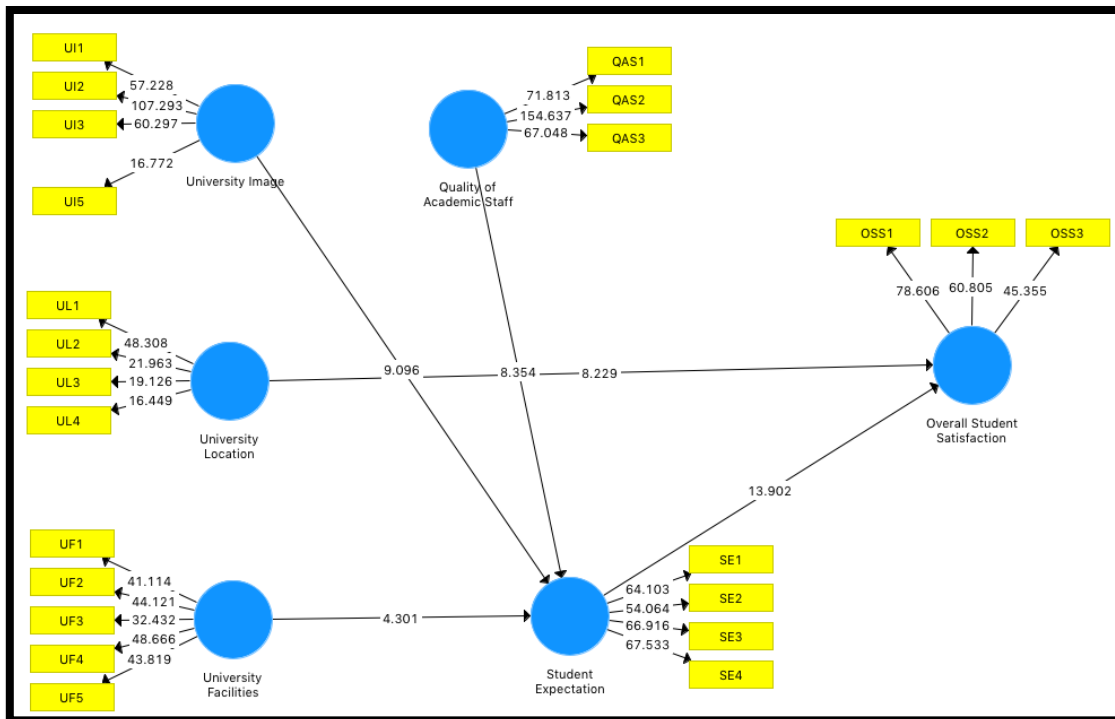 UI1
UI2
UI3
UI5
57.228
107.293
60.297
16.772
University Image
QAS1
QAS2
QAS3
71.813
154.637
67.048
Quality of
Academic Staff
OSS1
OSS2
OSS3
78.606
60.805
45.355
Overall Student
Satisfaction
UL1
UL2
UL3
UL4
48.308
21.963
19.126
16.449
University
Location
9.096
8.354
8.229
13.902
UF1
UF2
UF3
UF4
UF5
41.114
44.121
32.432
48.666
43.819
University
Facilities
4.301
SE1
SE2
SE3
SE4
64.103
54.064
66.916
67.533
Student
Expectation